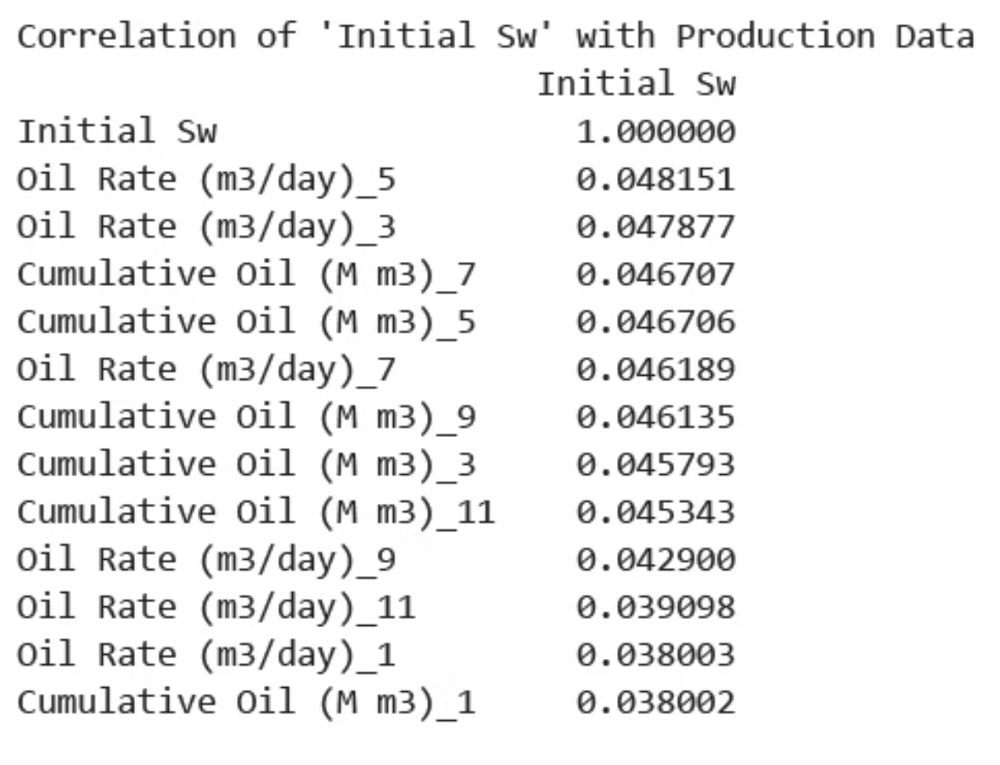 Correlation of 'Initial Sw' with Production Data
Initial Sw
Initial Sw 1.000000
Oil Rate (m3/day)_5 0.048151
Oil Rate (m3/day)_3 0.047877
Cumulative Oil (M m3)_7 0.046707
Cumulative Oil (M m3)_5 0.046706
Oil Rate (m3/day)_7 0.046189
Cumulative Oil (M m3)_9 0.046135
Cumulative Oil (M m3)_3 0.045793
Cumulative Oil (M m3)_11 0.045343
Oil Rate (m3/day)_9 0.042900
Oil Rate (m3/day)_11 0.039098
Oil Rate (m3/day)_1 0.038003
Cumulative Oil (M m3)_1 0.038002